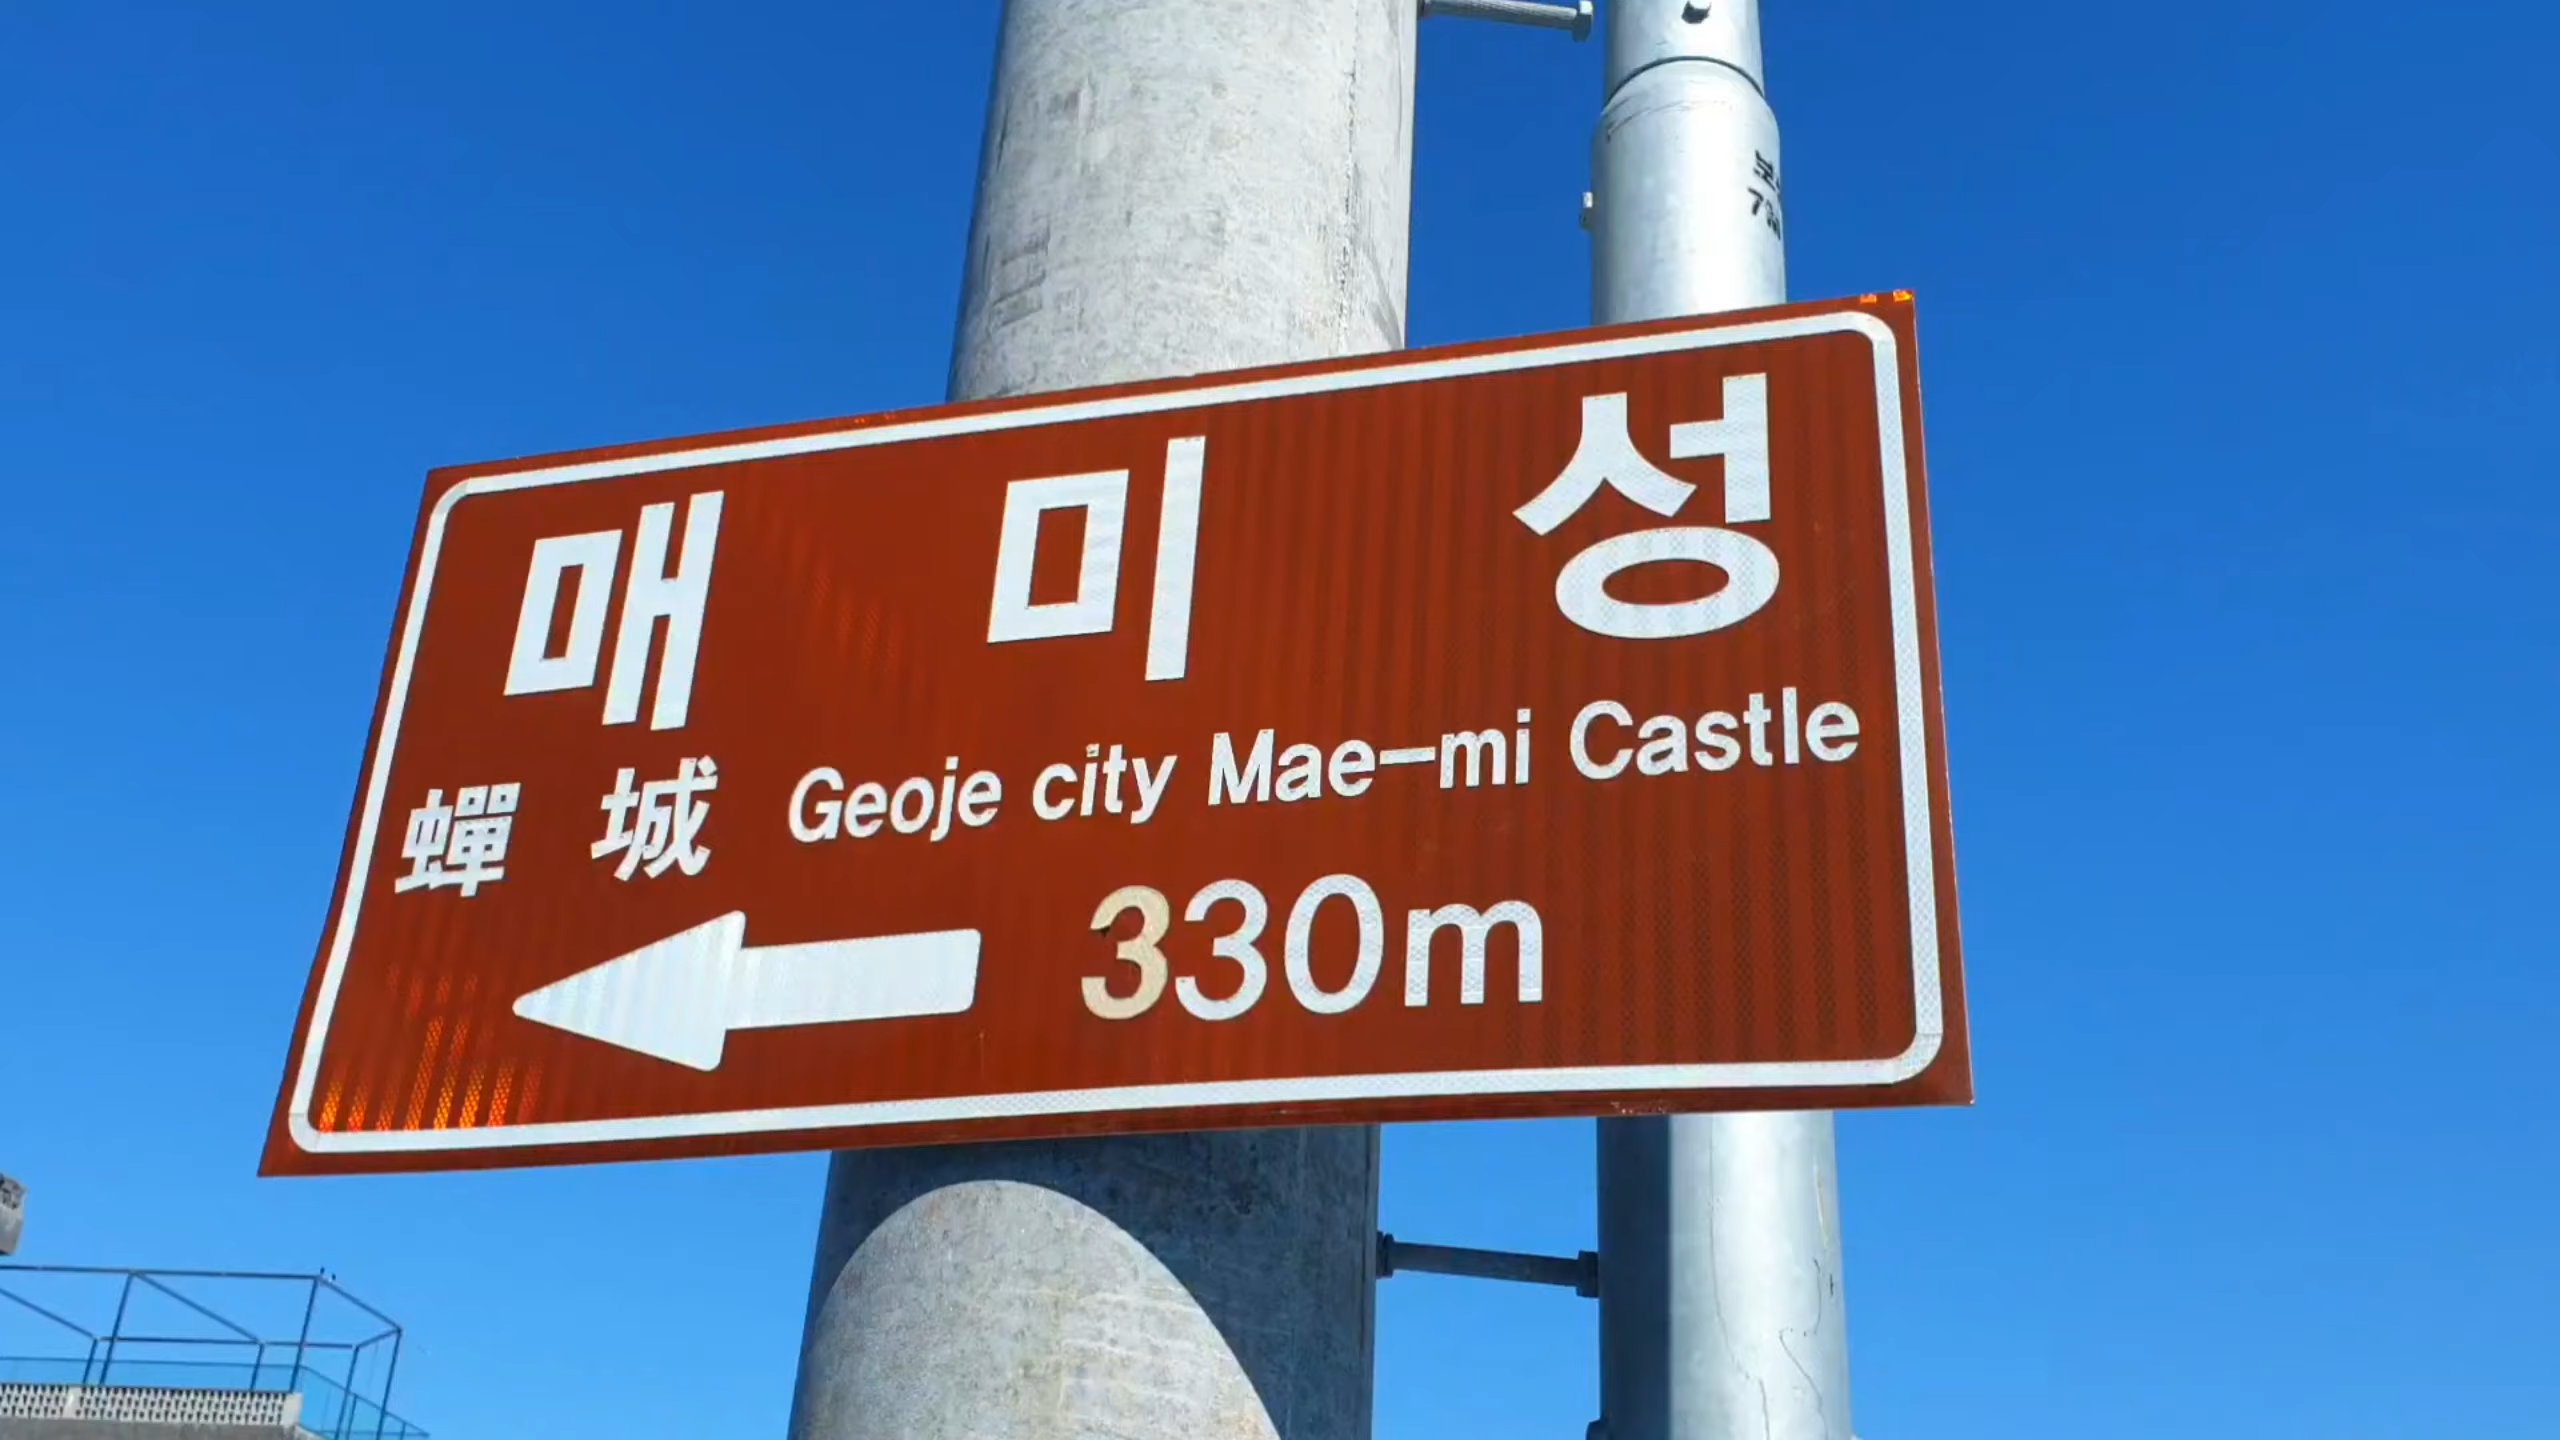 매 미 성
蟬 城 Geoje city Mae-mi Castle
330m